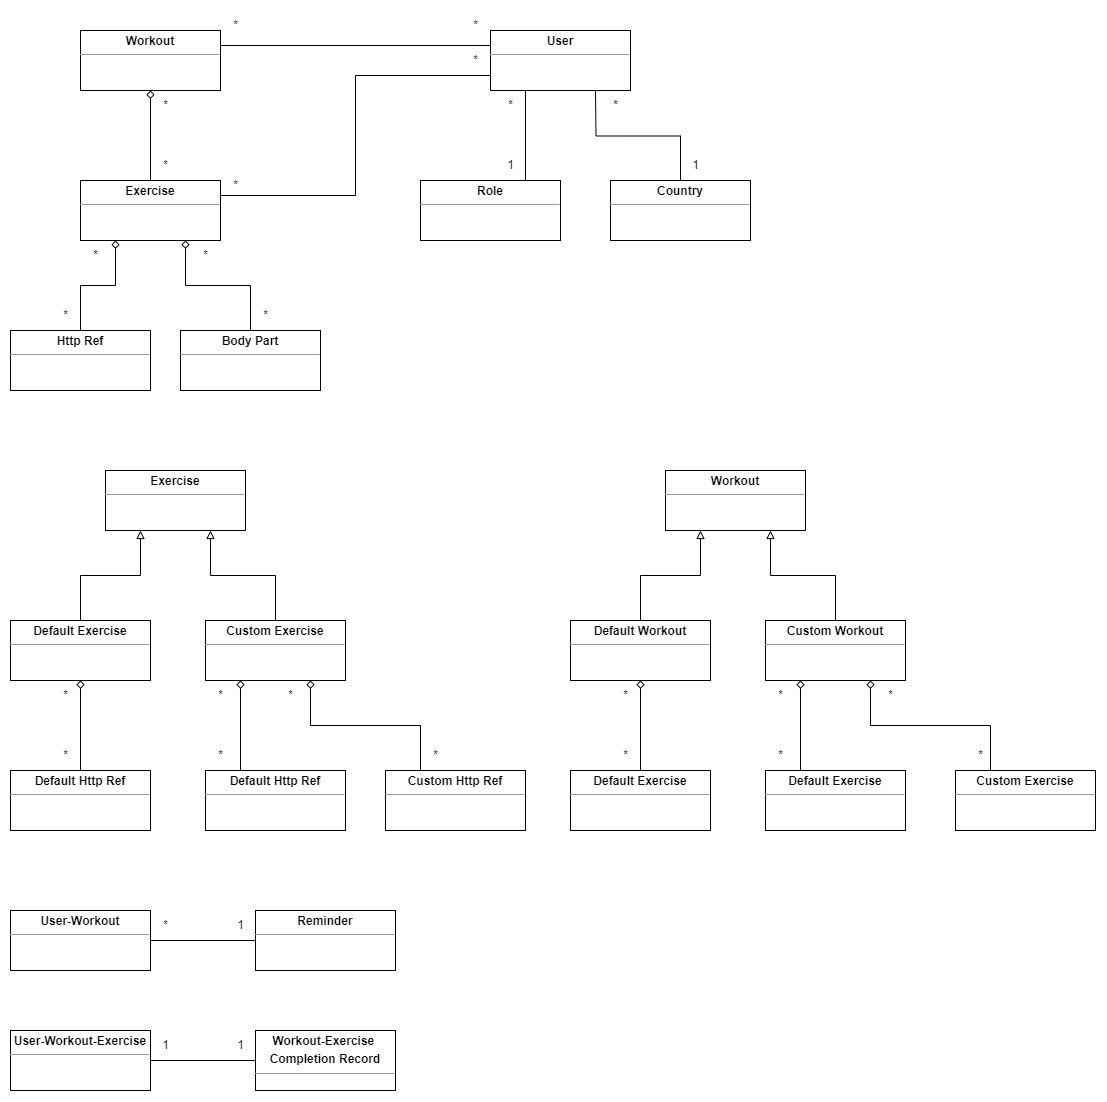 * *
Workout User
*
* * *
* 1 1
* *
Exercise Role Country
* *
* *
Http Ref Body Part
Exercise Workout
Default Exercise Custom Exercise Default Workout Custom Workout
* * * * * *
* * * * * *
Default Http Ref Default Http Ref Custom Http Ref Default Exercise Default Exercise Custom Exercise
User-Workout * 1 Reminder
User-Workout-Exercise 1 1 Workout-Exercise
Completion Record